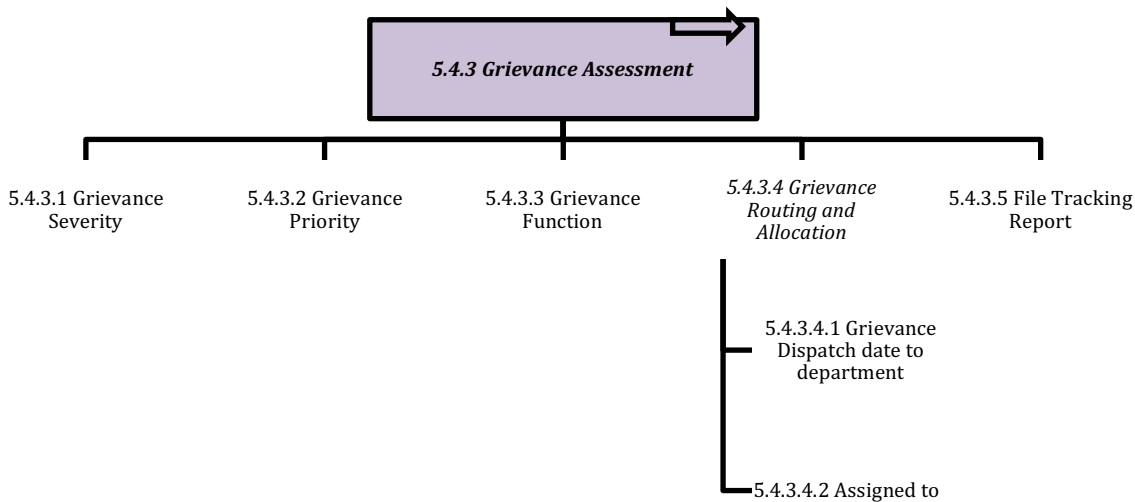 5.4.3 Grievance Assessment
5.4.3.1 Grievance
Severity
5.4.3.2 Grievance
Priority
5.4.3.3 Grievance
Function
5.4.3.4 Grievance
Routing and
Allocation
5.4.3.5 File Tracking
Report
5.4.3.4.1 Grievance
Dispatch date to
department
5.4.3.4.2 Assigned to